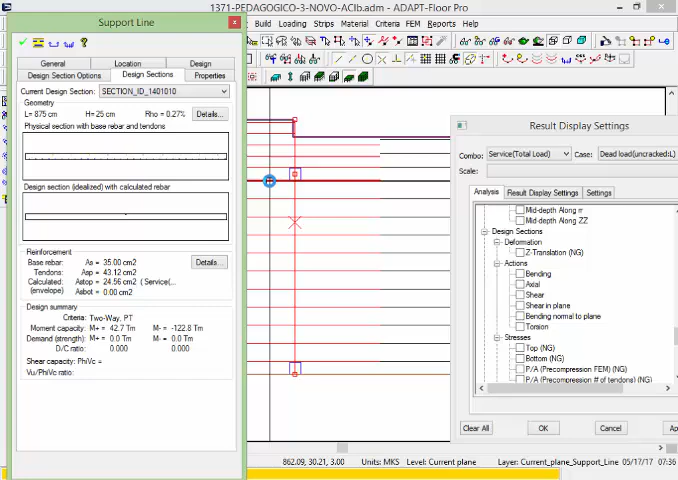 1371-PEDAGOGICO-3-NOVO-ACIb.adm - ADAPT-Floor Pro
Build Loading Strips Material Criteria FEM Reports Help
Support Line
x
General Location Design
Design Section Options Design Sections Properties
Current Design Section: SECTION_ID_1401010
Geometry
L= 875 cm H= 25 cm Rho = 0.27% Details...
Physical section with base rebar and tendons
Design section (idealized) with calculated rebar
Reinforcement
Base rebar: As = 35.00 cm2 Details...
Tendons: Asp = 43.12 cm2
Calculated: Astop = 24.56 cm2 ( Service(...
(envelope) Asbot = 0.00 cm2
Design summary
Criteria: Two-Way, PT
Moment capacity: M+ = 42.7 Tm M- = -122.8 Tm
Demand (strength): M+ = 0.0 Tm M- = 0.0 Tm
D/C ratio: 0.000 0.000
Shear capacity: PhiVc =
Vu/PhiVc ratio:
Result Display Settings
Combo: Service(Total Load) Case: Dead load(uncracked:L)
Scale:
Analysis Result Display Settings Settings
Mid-depth Along rr
Mid-depth Along ZZ
Design Sections
Deformation
Z-Translation (NG)
Actions
Bending
Axial
Shear
Shear in plane
Bending normal to plane
Torsion
Stresses
Top (NG)
Bottom (NG)
P/A (Precompression FEM) (NG)
P/A (Precompression # of tendons) (NG)
Clear All OK Cancel Ap
862.09, 30.21, 3.00 Units: MKS Level: Current plane Layer: Current_plane_Support_Line 05/17/17 07:36